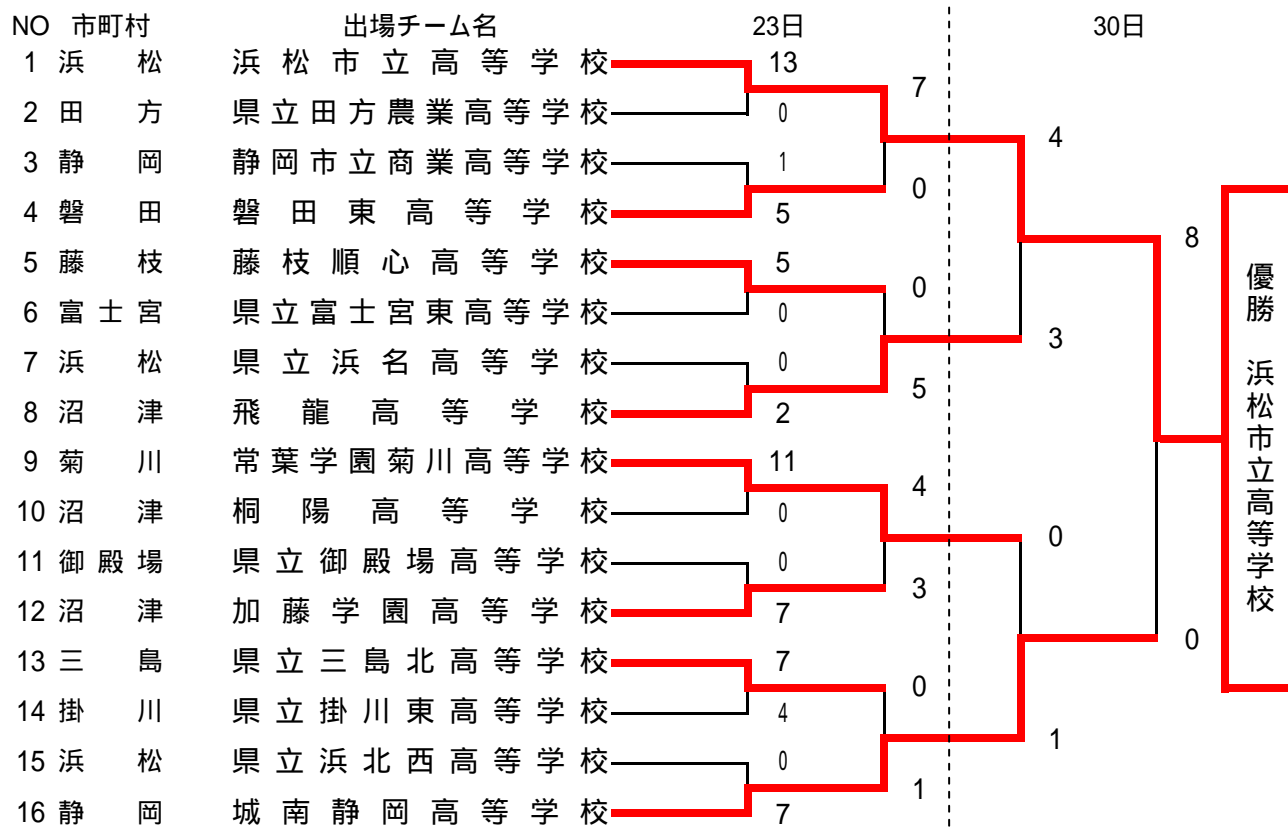 NO 市町村 出場チーム名 23日 30日
1 浜松 浜松市立高等学校 13
7
2 田方 県立田方農業高等学校 0
4
3 静岡 静岡市立商業高等学校 1
0
4 磐田 磐田東高等学校 5
8
5 藤枝 藤枝順心高等学校 5
0
6 富士宮 県立富士宮東高等学校 0
3
7 浜松 県立浜名高等学校 0
5
8 沼津 飛龍高等学校 2
優勝 浜松市立高等学校
9 菊川 常葉学園菊川高等学校 11
4
10 沼津 桐陽高等学校 0
0
11 御殿場 県立御殿場高等学校 0
3
12 沼津 加藤学園高等学校 7
0
13 三島 県立三島北高等学校 7
0
14 掛川 県立掛川東高等学校 4
1
15 浜松 県立浜北西高等学校 0
1
16 静岡 城南静岡高等学校 7